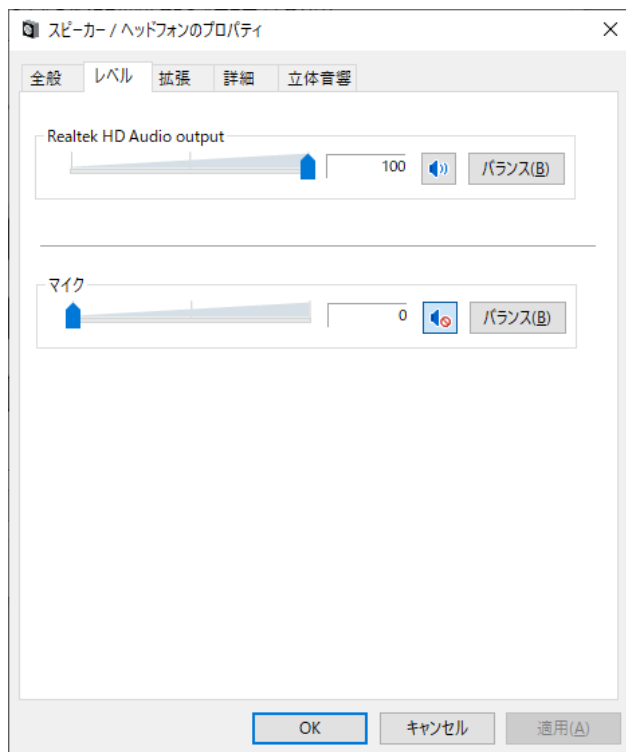 スピーカー / ヘッドフォンのプロパティ
全般 レベル 拡張 詳細 立体音響
Realtek HD Audio output
100 バランス(B)
マイク
0 バランス(B)
OK キャンセル 適用(A)